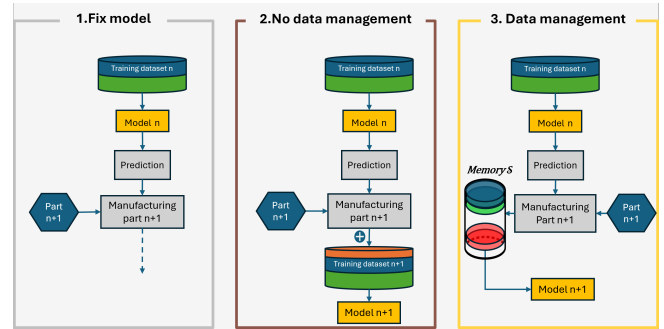 1.Fix model
Training dataset n
Model n
Prediction
Part
n+1
Manufacturing
part n+1
2.No data management
Training dataset n
Model n
Prediction
Part
n+1
Manufacturing
part n+1
+
Training dataset n+1
Model n+1
3. Data management
Training dataset n
Model n
Prediction
Memory S
Manufacturing
Part n+1
Part
n+1
Model n+1